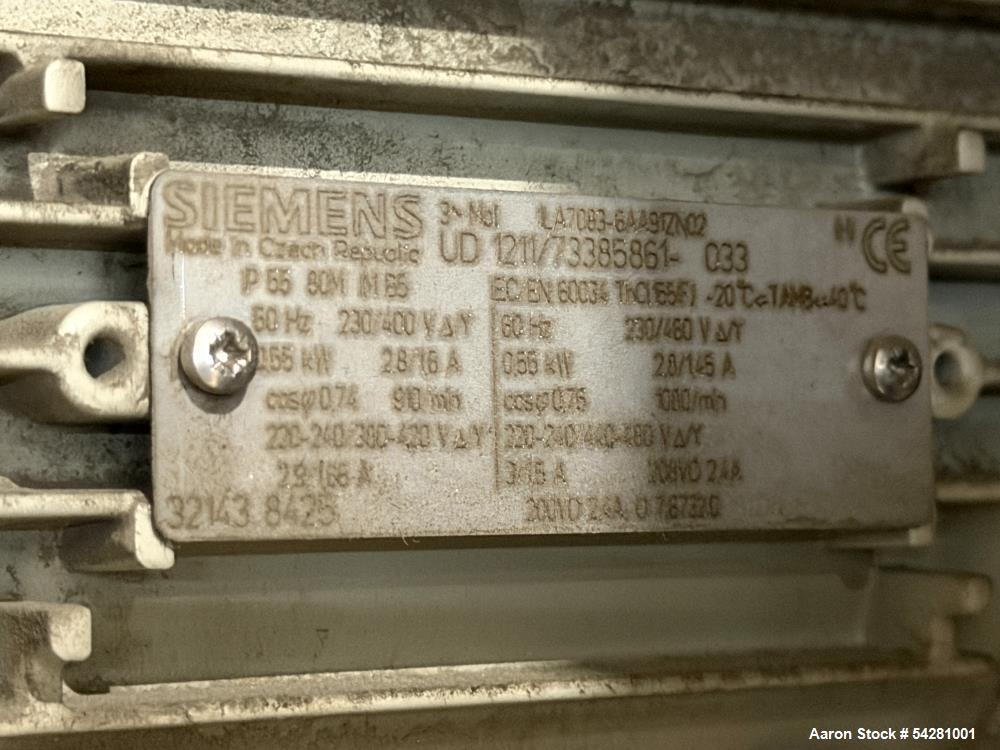 SIEMENS 3~Mot 1LA7083-6AA91ZN02 H CE
Made in Czech Republic UD 1211/73385861- 033
IP 55 80M IM B5 IEC/EN 60034 Th.Cl.155(F) -20°C<=TAMB<=40°C
50 Hz 230/400 V Δ/Y 60 Hz 230/460 V Δ/Y
0,55 kW 2.8/1,6 A 0,55 kW 2,8/1,45 A
cosφ 0,74 910/min cosφ 0,75 1080/min
220-240/380-420 V Δ/Y 220-240/440-480 V Δ/Y
A 3/1,5 A 208VD 2.4A
32143 8425 200VD 2.4A,
Aaron Stock # 54281001